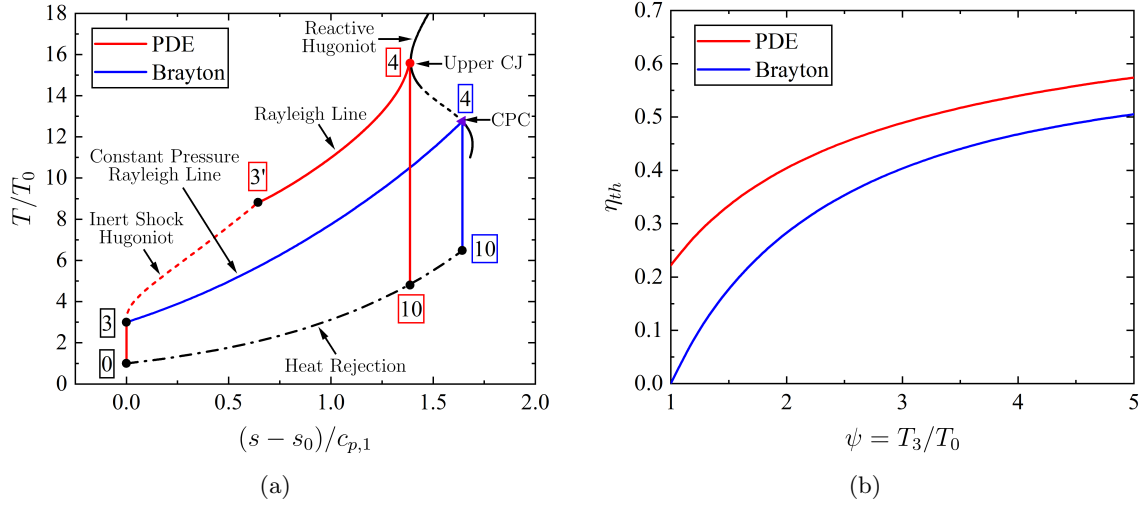 PDE
Brayton
Reactive
Hugoniot
4
Upper CJ
4
CPC
Rayleigh Line
Constant Pressure
Rayleigh Line
3'
Inert Shock
Hugoniot
3
0
10
10
Heat Rejection
18
16
14
12
10
8
6
4
2
0
T/T₀
0.0 0.5 1.0 1.5 2.0
(s − s₀)/cₚ,₁
(a)
PDE
Brayton
0.7
0.6
0.5
0.4
0.3
0.2
0.1
0.0
ηₜₕ
1 2 3 4 5
ψ = T₃/T₀
(b)